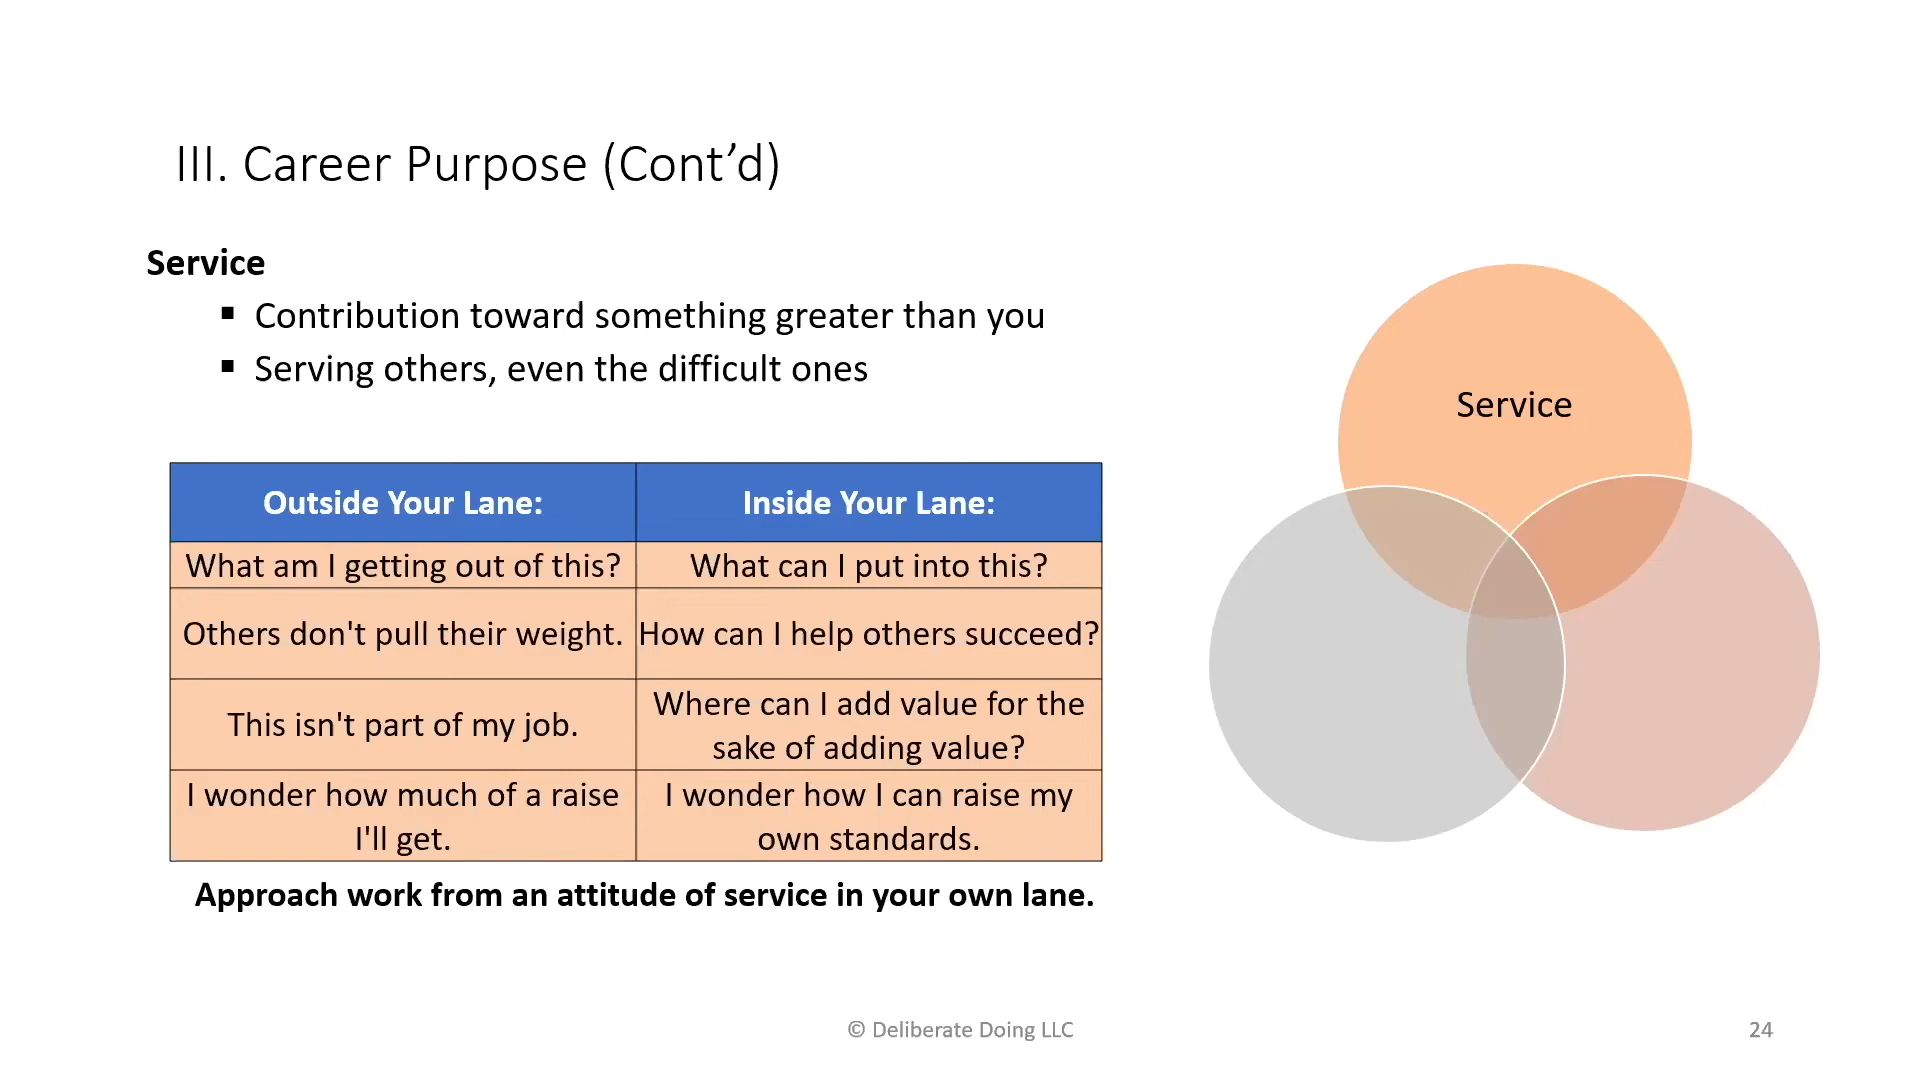 III. Career Purpose (Cont’d)
Service
▪ Contribution toward something greater than you
▪ Serving others, even the difficult ones
Outside Your Lane:
Inside Your Lane:
What am I getting out of this?
What can I put into this?
Others don't pull their weight.
How can I help others succeed?
This isn't part of my job.
Where can I add value for the
sake of adding value?
I wonder how much of a raise
I'll get.
I wonder how I can raise my
own standards.
Approach work from an attitude of service in your own lane.
Service
© Deliberate Doing LLC
24